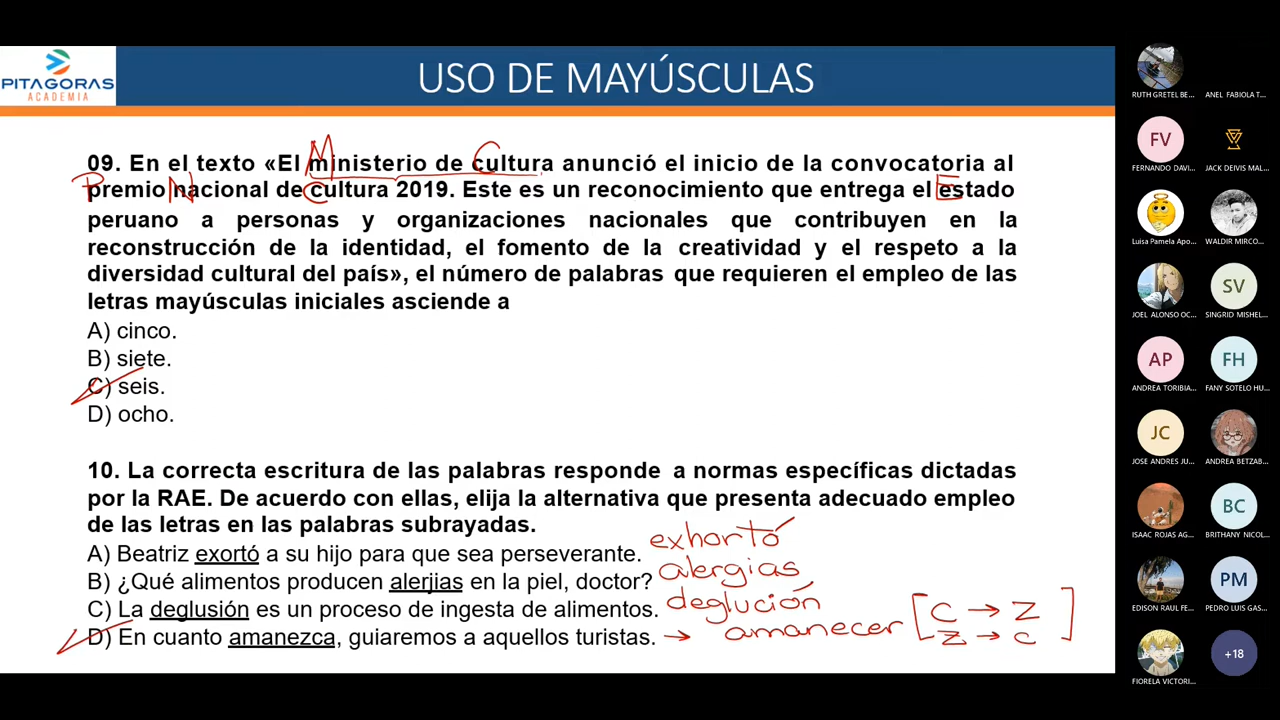 PITAGORAS
ACADEMIA
USO DE MAYÚSCULAS
09. En el texto «El ministerio de cultura anunció el inicio de la convocatoria al
premio nacional de cultura 2019. Este es un reconocimiento que entrega el estado
peruano a personas y organizaciones nacionales que contribuyen en la
reconstrucción de la identidad, el fomento de la creatividad y el respeto a la
diversidad cultural del país», el número de palabras que requieren el empleo de las
letras mayúsculas iniciales asciende a
M C
P N C E
A) cinco.
B) siete.
C) seis.
D) ocho.
10. La correcta escritura de las palabras responde a normas específicas dictadas
por la RAE. De acuerdo con ellas, elija la alternativa que presenta adecuado empleo
de las letras en las palabras subrayadas.
A) Beatriz exortó a su hijo para que sea perseverante. exhortó
B) ¿Qué alimentos producen alerjias en la piel, doctor? alergias
C) La deglusión es un proceso de ingesta de alimentos. deglución
D) En cuanto amanezca, guiaremos a aquellos turistas. → amanecer
[C → Z
Z → C]
RUTH GRETEL BE...
ANEL FABIOLA T...
FV
FERNANDO DAVI...
JACK DEIVIS MAL...
Luisa Pamela Apo...
WALDIR MIRCO...
JOEL ALONSO OC...
SV
SINGRID MISHEL...
AP
ANDREA TORIBIA...
FH
FANY SOTELO HU...
JC
JOSE ANDRES JU...
ANDREA BETZAB...
ISAAC ROJAS AG...
BC
BRITHANY NICOL...
EDISON RAUL FE...
PM
PEDRO LUIS GAS...
FIORELA VICTORI...
+18